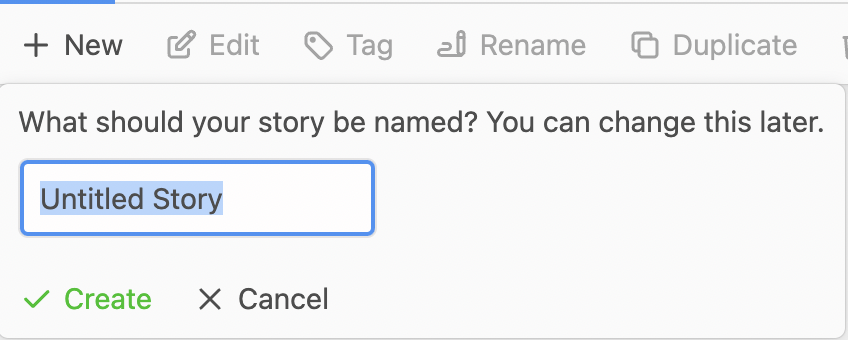 New Edit Tag Rename Duplicate
What should your story be named? You can change this later.
Untitled Story
Create Cancel